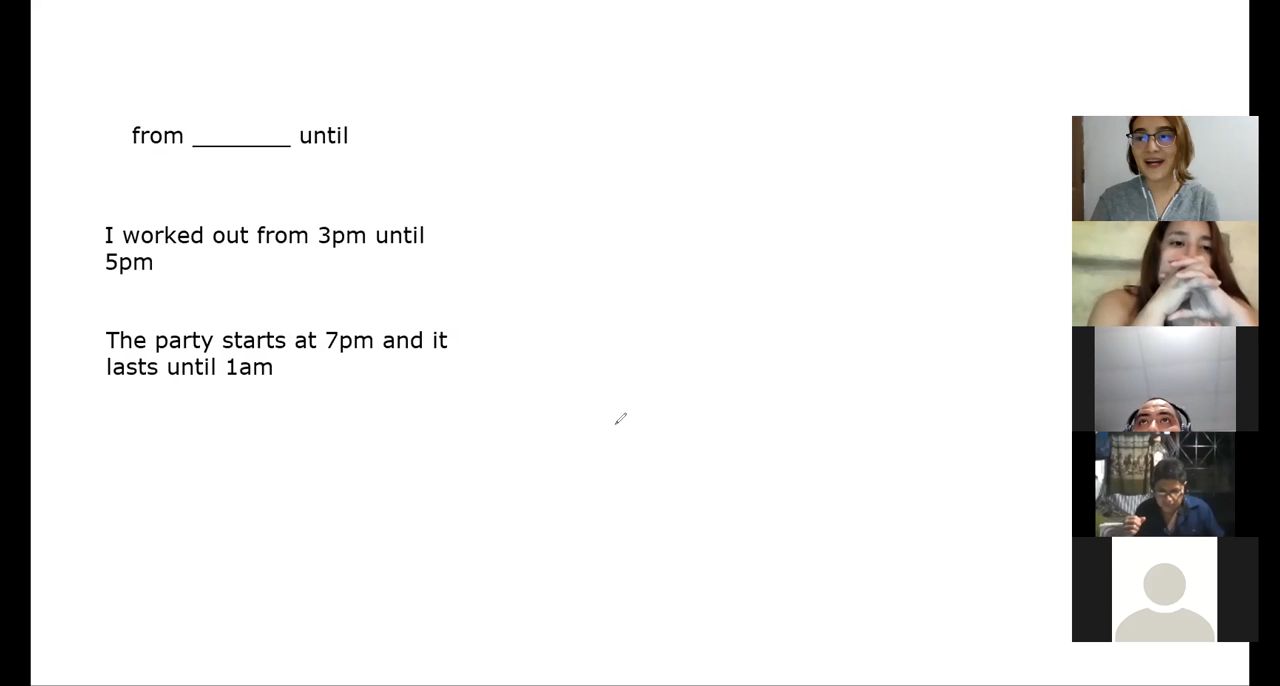 from ________ until
I worked out from 3pm until
5pm
The party starts at 7pm and it
lasts until 1am